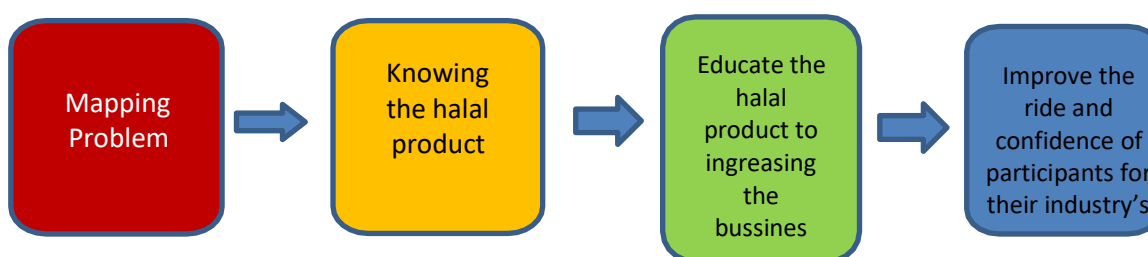 Mapping
Problem
Knowing
the halal
product
Educate the
halal
product to
ingreasing
the
bussines
Improve the
ride and
confidence of
participants for
their industry's